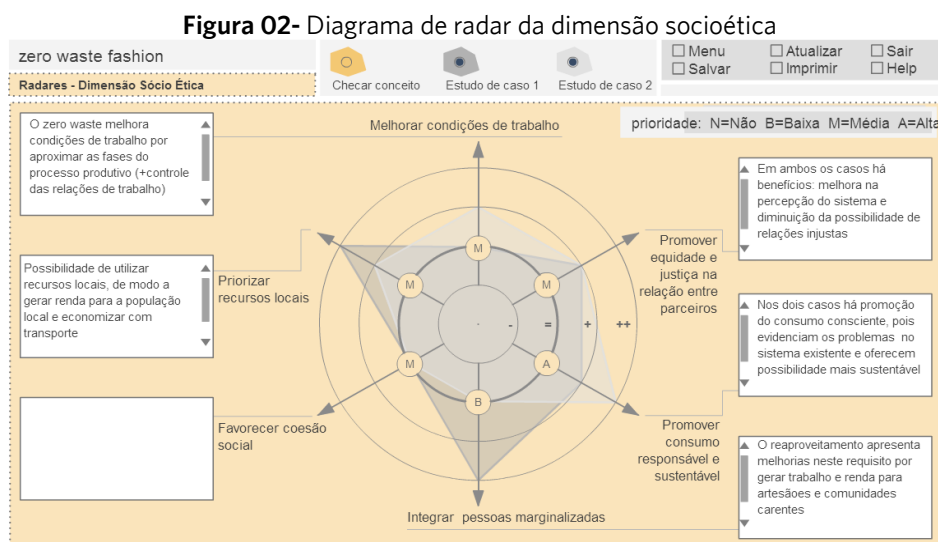 Figura 02- Diagrama de radar da dimensão socioética
zero waste fashion
Radares - Dimensão Sócio Ética
Checar conceito
Estudo de caso 1
Estudo de caso 2
Menu
Atualizar
Sair
Salvar
Imprimir
Help
prioridade: N=Não B=Baixa M=Média A=Alta
O zero waste melhora
condições de trabalho por
aproximar as fases do
processo produtivo (+controle
das relações de trabalho)
Melhorar condições de trabalho
Em ambos os casos há
benefícios: melhora na
percepção do sistema e
diminuição da possibilidade de
relações injustas
Promover
equidade e
justiça na
relação entre
parceiros
Possibilidade de utilizar
recursos locais, de modo a
gerar renda para a população
local e economizar com
transporte
Priorizar
recursos locais
M
M
M
M
A
B
- = + ++
Nos dois casos há promoção
do consumo consciente, pois
evidenciam os problemas no
sistema existente e oferecem
possibilidade mais sustentável
Favorecer coesão
social
Promover
consumo
responsável e
sustentável
O reaproveitamento apresenta
melhorias neste requisito por
gerar trabalho e renda para
artesãoes e comunidades
carentes
Integrar pessoas marginalizadas